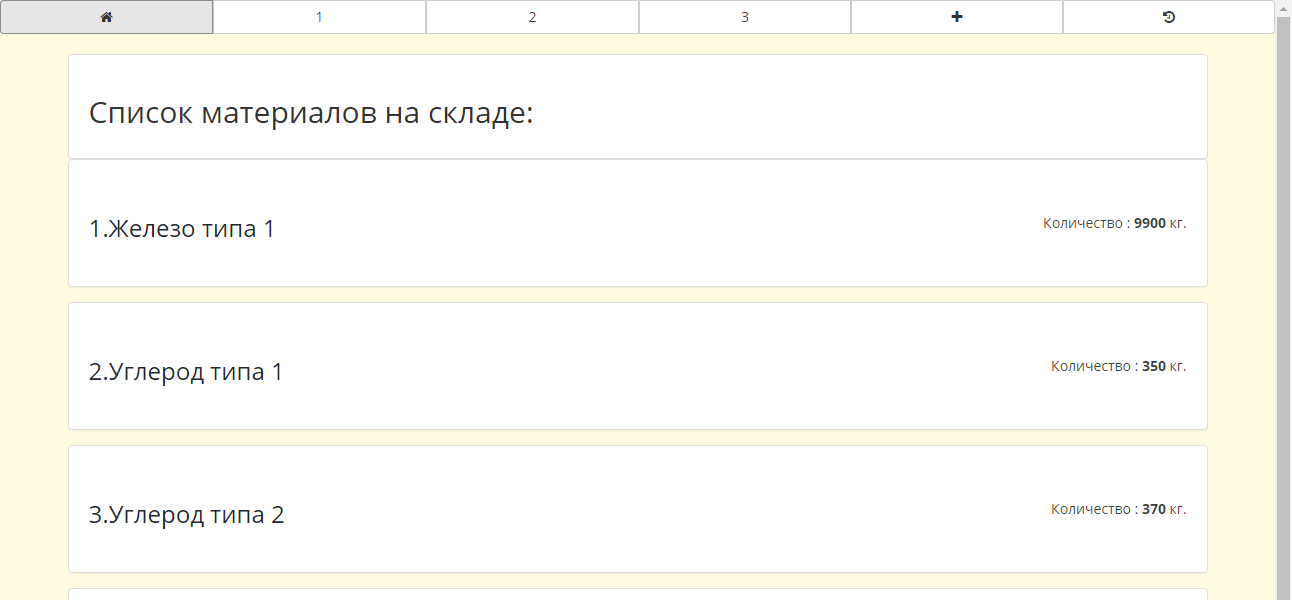 1 2 3
Список материалов на складе:
1.Железо типа 1
Количество : 9900 кг.
2.Углерод типа 1
Количество : 350 кг.
3.Углерод типа 2
Количество : 370 кг.